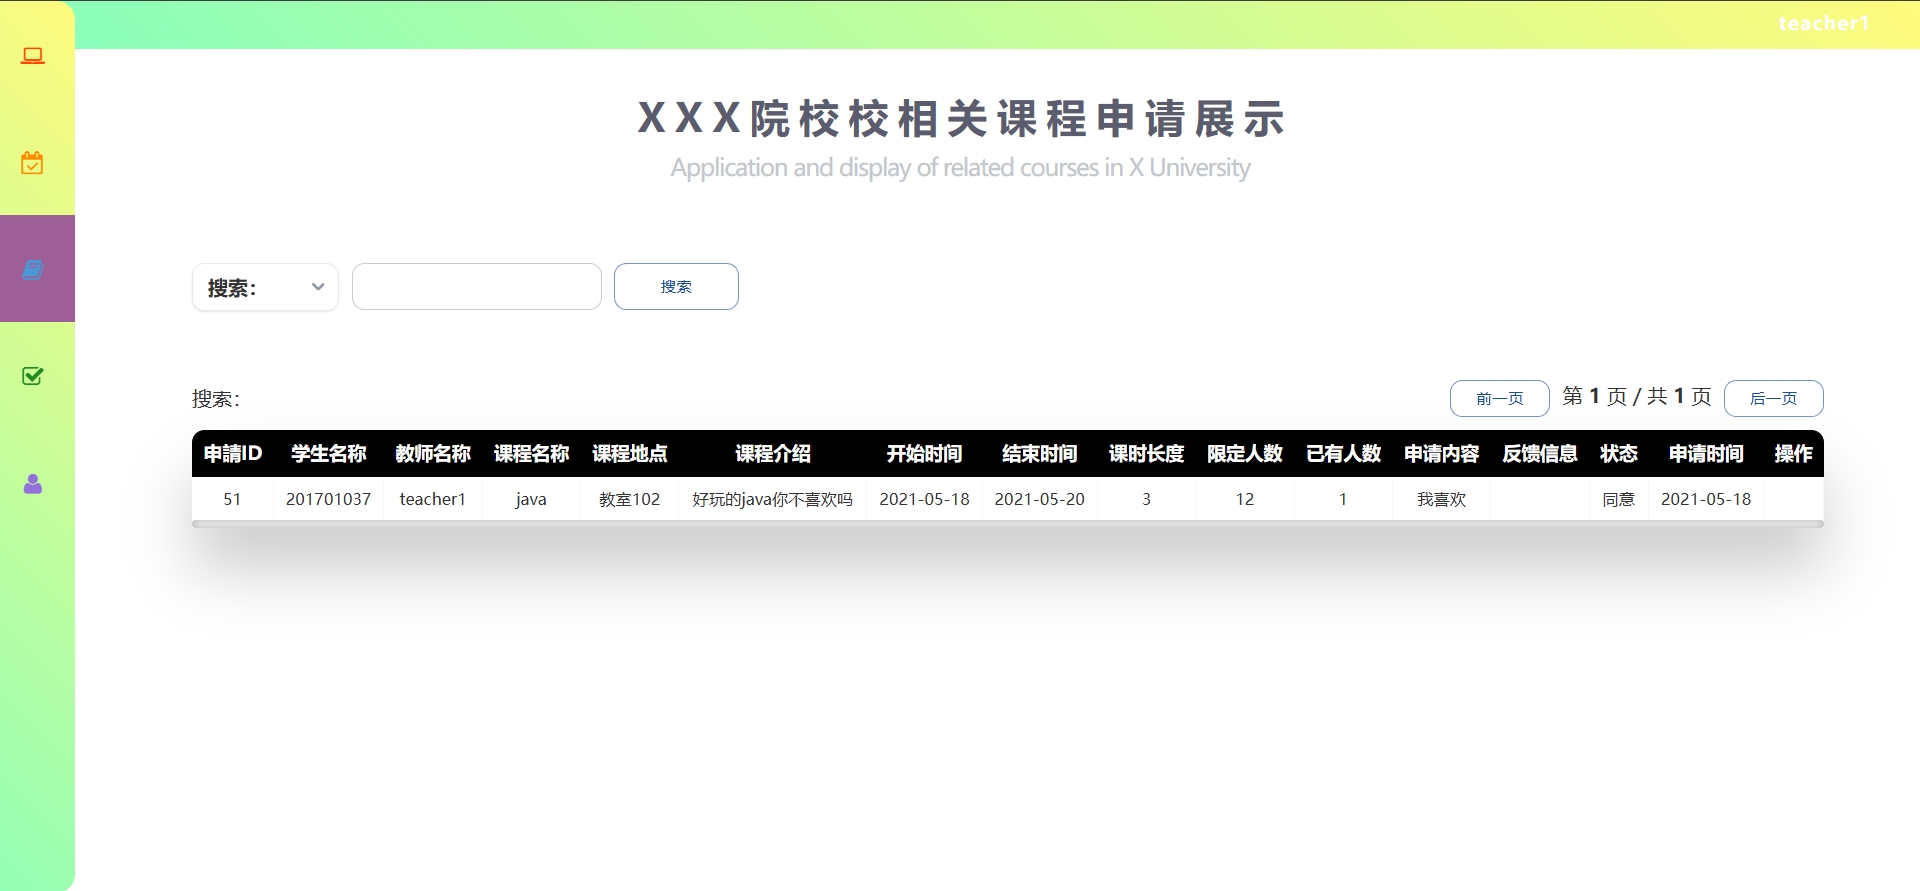 teacher1
XXX院校校相关课程申请展示
Application and display of related courses in X University
搜索：
搜索
搜索：
前一页 第 1 页 / 共 1 页 后一页
申請ID 学生名称 教师名称 课程名称 课程地点 课程介绍 开始时间 结束时间 课时长度 限定人数 已有人数 申请内容 反馈信息 状态 申请时间 操作
51 201701037 teacher1 java 教室102 好玩的java你不喜欢吗 2021-05-18 2021-05-20 3 12 1 我喜欢 同意 2021-05-18